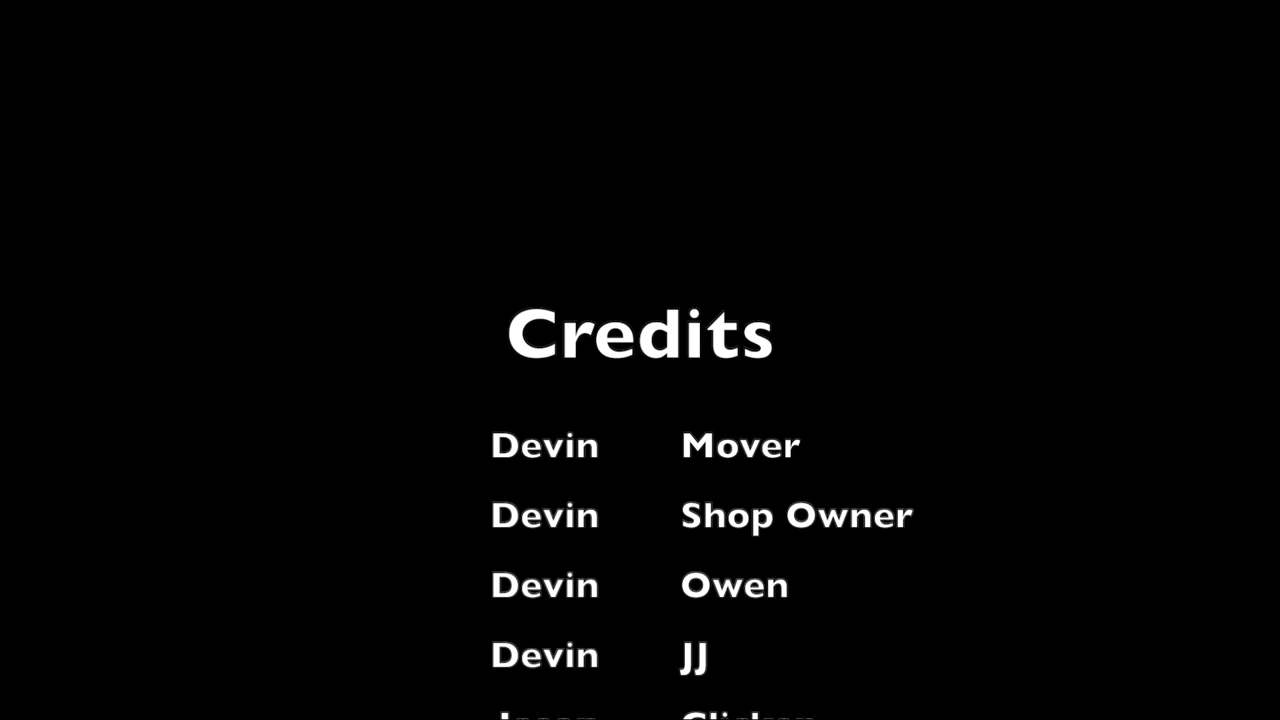 Credits
Devin Mover
Devin Shop Owner
Devin Owen
Devin JJ